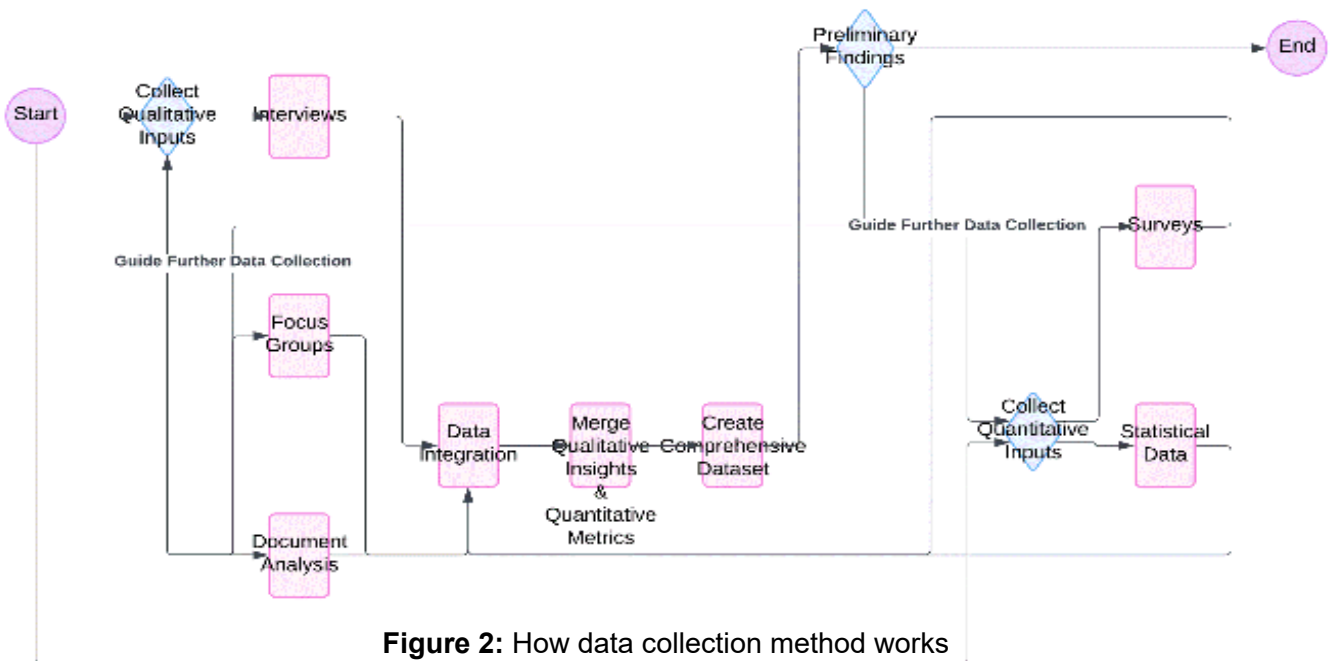 Preliminary
Findings
End
Start
Collect
Qualitative
Inputs
Interviews
Guide Further Data Collection
Surveys
Guide Further Data Collection
Focus
Groups
Data
Integration
Merge
Qualitative
Insights
&
Quantitative
Metrics
Create
Comprehensive
Dataset
Collect
Quantitative
Inputs
Statistical
Data
Document
Analysis
Figure 2: How data collection method works